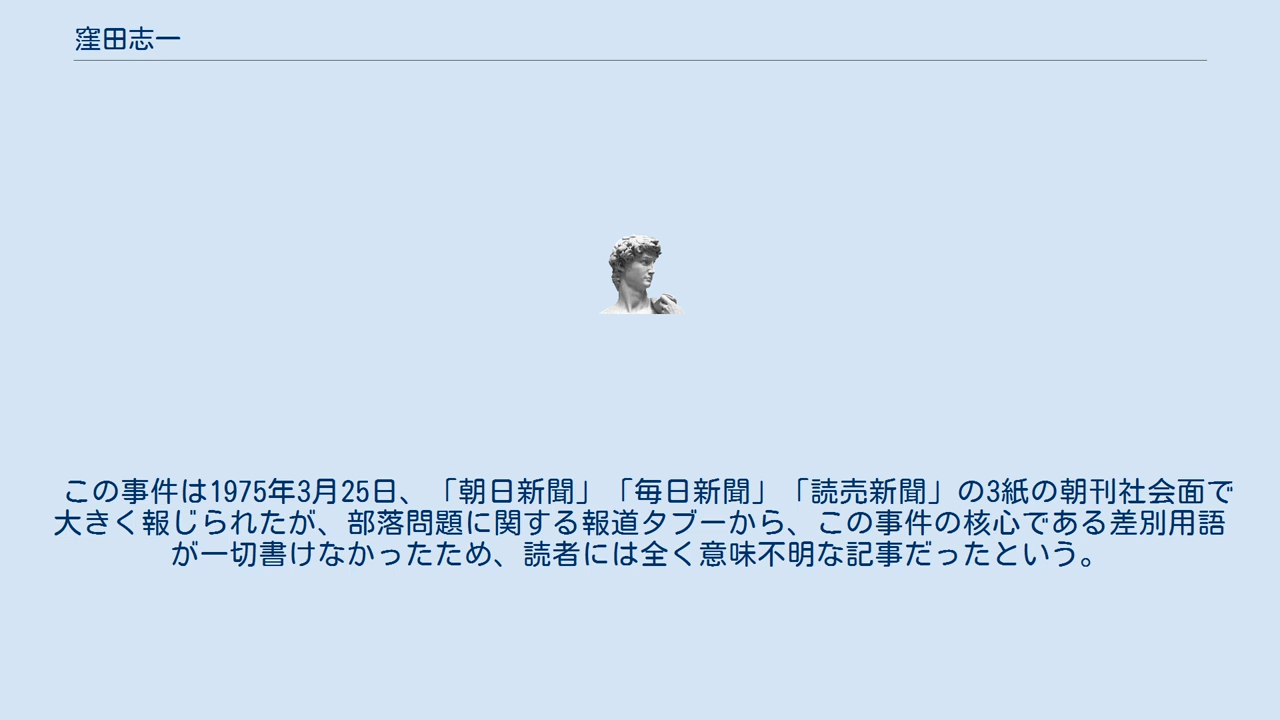 窪田志一
この事件は1975年3月25日、「朝日新聞」「毎日新聞」「読売新聞」の3紙の朝刊社会面で
大きく報じられたが、部落問題に関する報道タブーから、この事件の核心である差別用語
が一切書けなかったため、読者には全く意味不明な記事だったという。